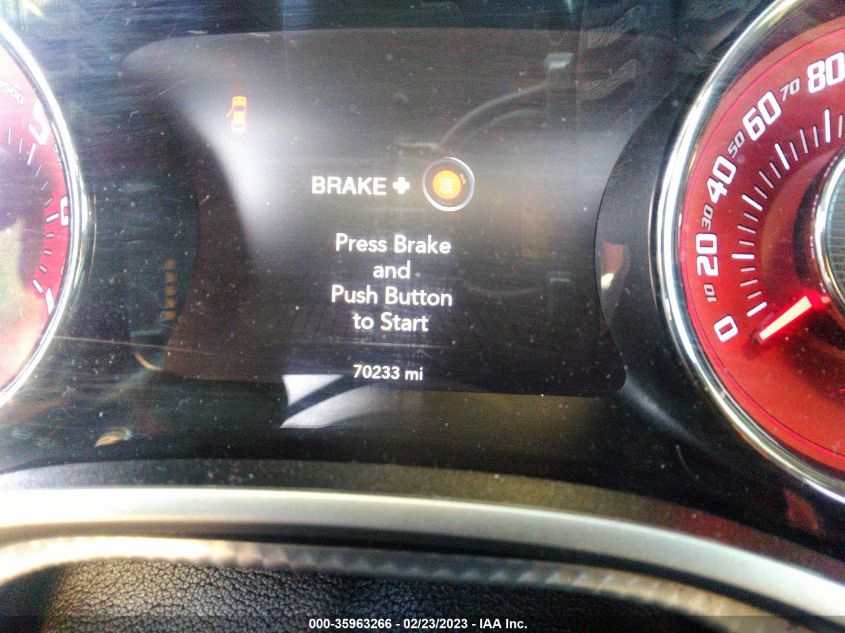 BRAKE +
Press Brake
and
Push Button
to Start
70233 mi
0
10
20
30
40
50
60
70
80
000-35963266 - 02/23/2023 - IAA Inc.